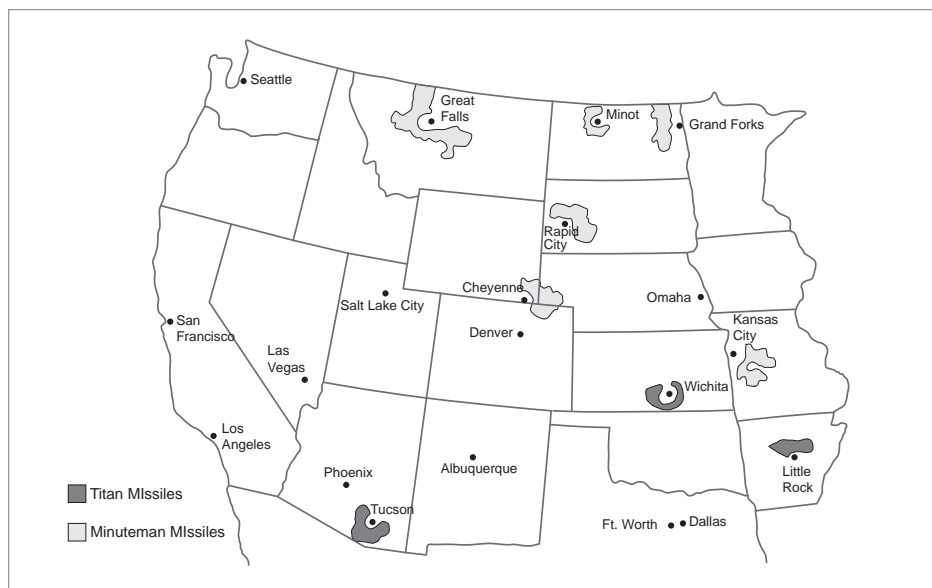 Seattle
Great
Falls
Minot
Grand Forks
Rapid
City
Cheyenne
Omaha
Salt Lake City
Kansas
City
San
Francisco
Denver
Las
Vegas
Wichita
Los
Angeles
Albuquerque
Phoenix
Little
Rock
Titan MIssiles
Tucson
Ft. Worth
Dallas
Minuteman MIssiles